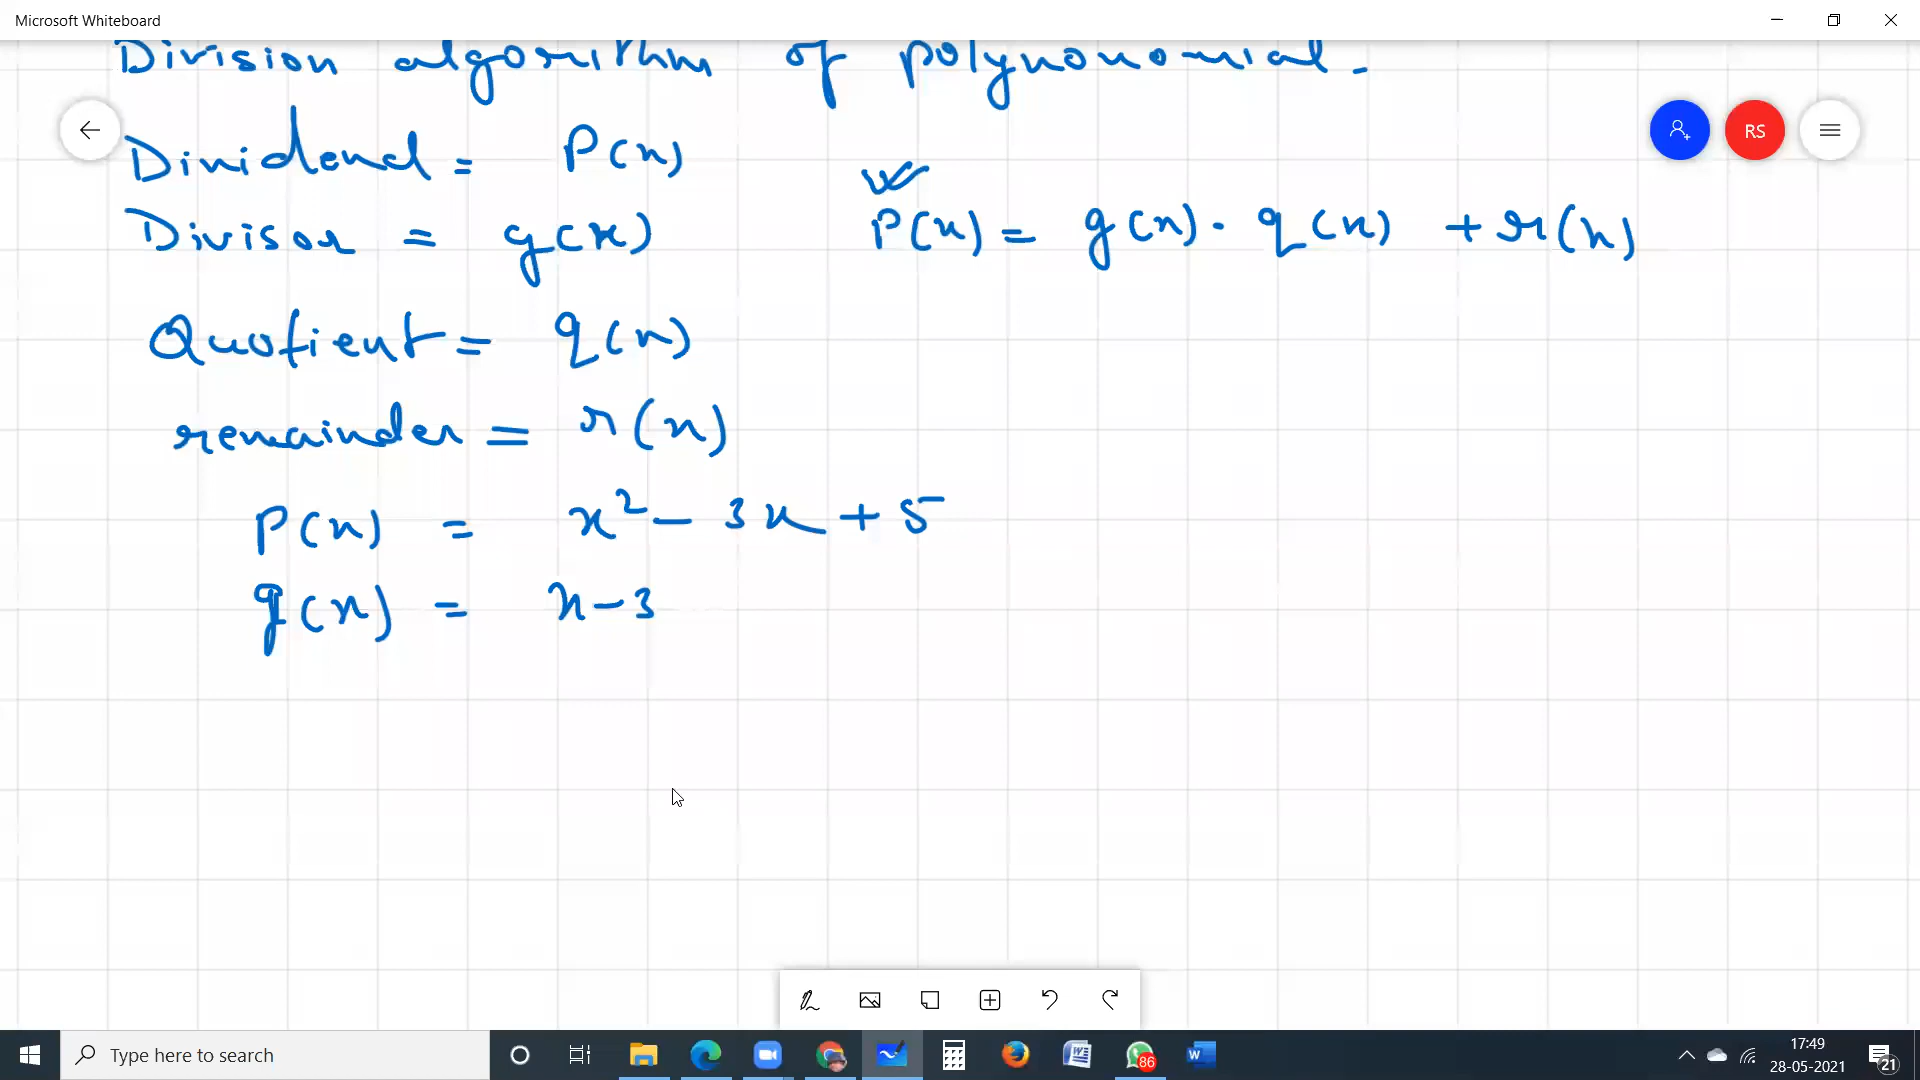 Microsoft Whiteboard
Division algorithm of polynonomial.
Dividend = P(x)
RS
Divisor = g(x)
P(x) = g(x) . q(x) + r(x)
Quotient = q(x)
remainder = r(x)
P(x) = x² - 3x + 5
g(x) = x - 3
Type here to search
86
17:49
28-05-2021
21